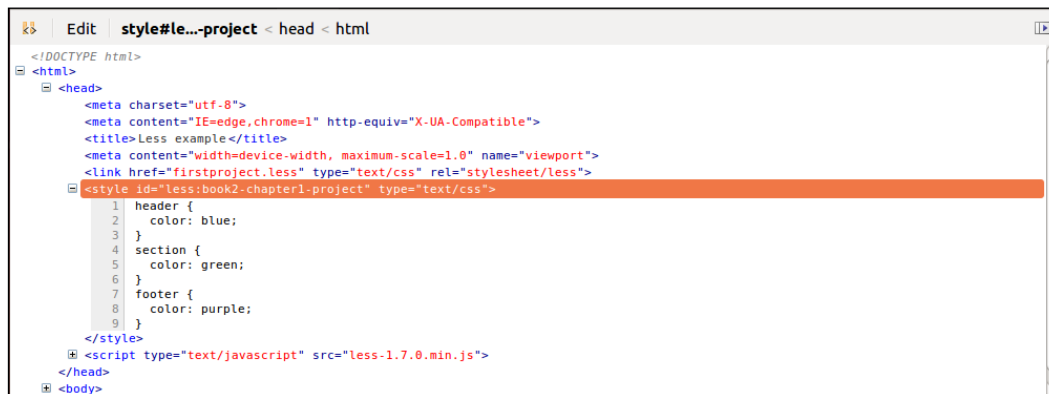 Edit style#le...-project < head < html
<!DOCTYPE html>
<html>
<head>
<meta charset="utf-8">
<meta content="IE=edge,chrome=1" http-equiv="X-UA-Compatible">
<title>Less example</title>
<meta content="width=device-width, maximum-scale=1.0" name="viewport">
<link href="firstproject.less" type="text/css" rel="stylesheet/less">
<style id="less:book2-chapter1-project" type="text/css">
1 header {
2 color: blue;
3 }
4 section {
5 color: green;
6 }
7 footer {
8 color: purple;
9 }
</style>
<script type="text/javascript" src="less-1.7.0.min.js">
</head>
<body>